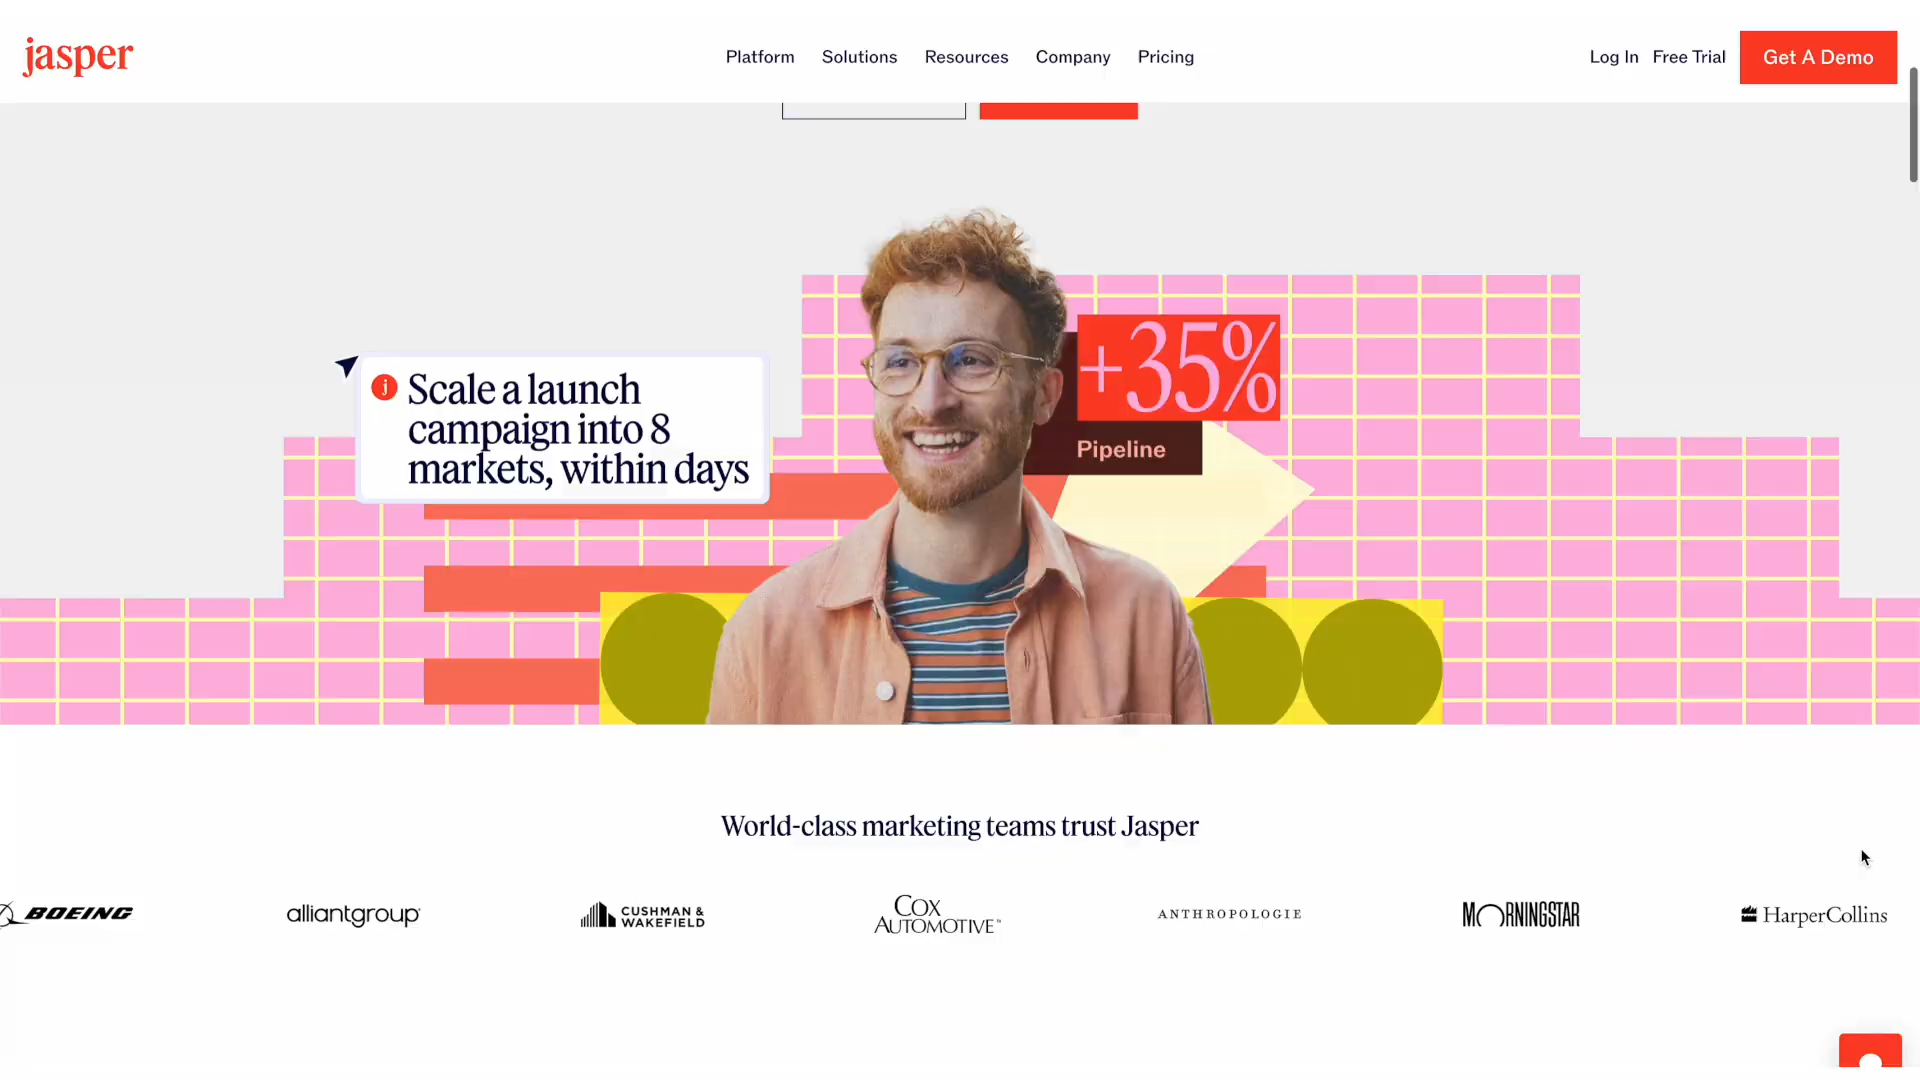 jasper
Platform Solutions Resources Company Pricing
Log In Free Trial Get A Demo
+35%
j Scale a launch
campaign into 8
markets, within days
Pipeline
World-class marketing teams trust Jasper
BOEING
alliantgroup
CUSHMAN &
WAKEFIELD
COX
AUTOMOTIVE™
ANTHROPOLOGIE
MORNINGSTAR
HarperCollins